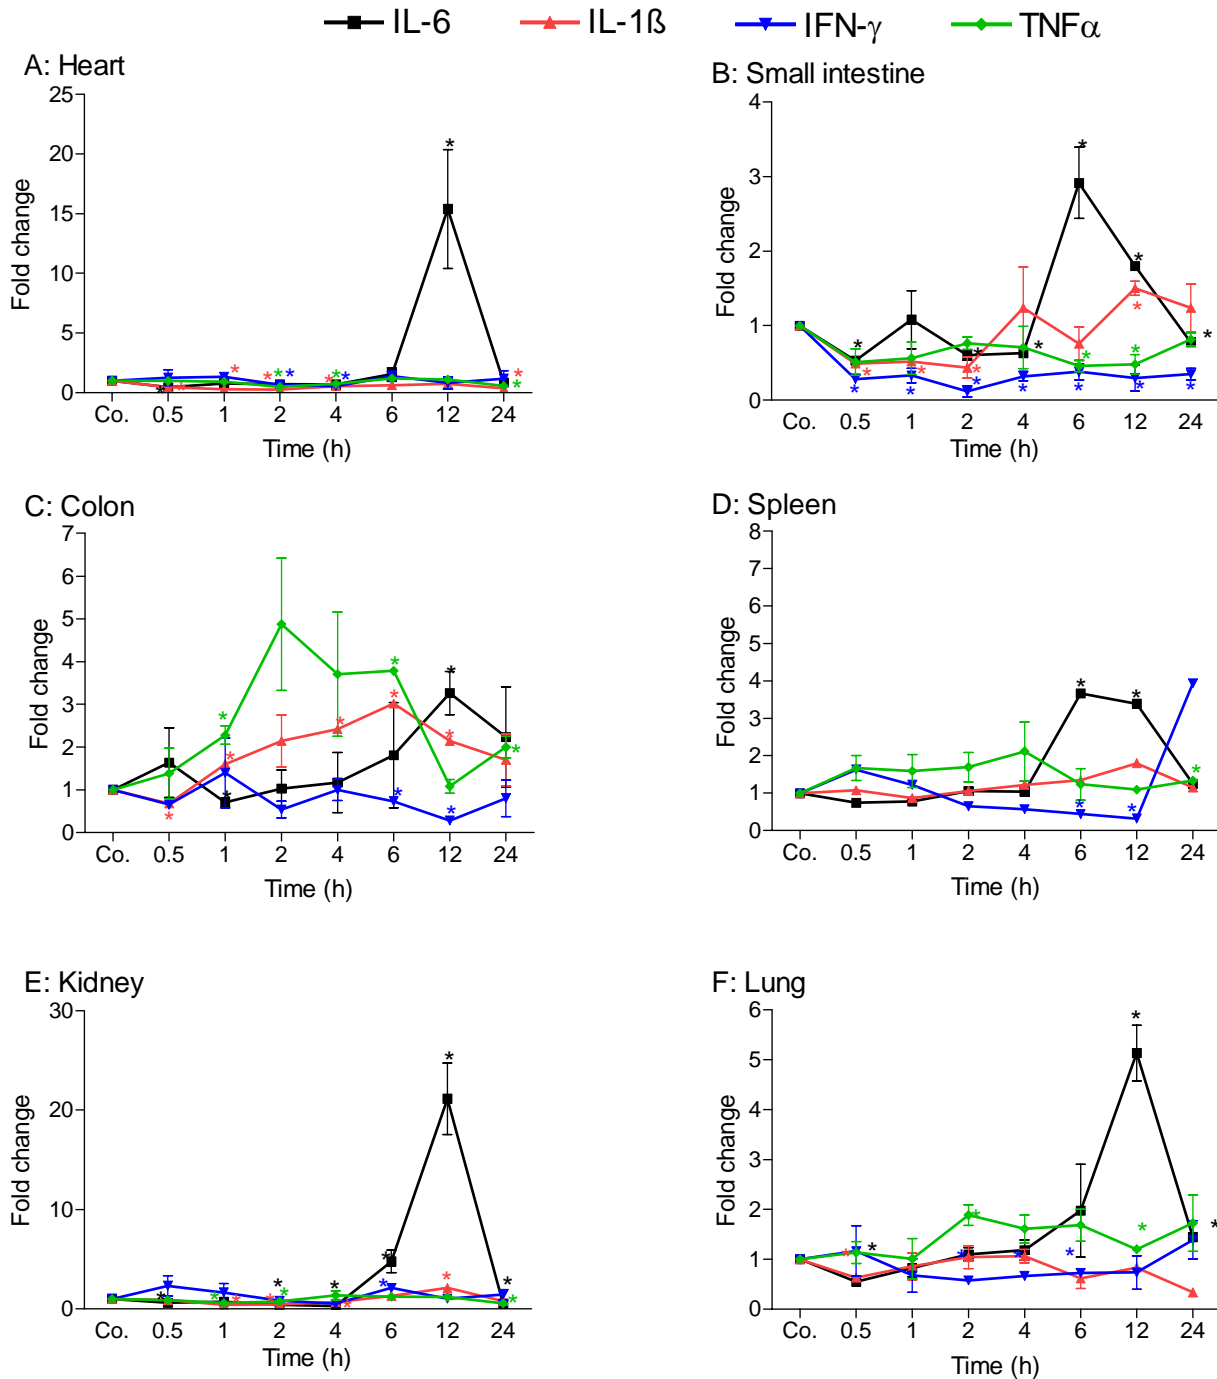 IL-6 IL-1ß IFN-γ TNFα
A: Heart
25
20
15
10
5
0
Fold change
Co. 0.5 1 2 4 6 12 24
Time (h)
B: Small intestine
4
3
2
1
0
Fold change
Co. 0.5 1 2 4 6 12 24
Time (h)
C: Colon
7
6
5
4
3
2
1
0
Fold change
Co. 0.5 1 2 4 6 12 24
Time (h)
D: Spleen
8
7
6
5
4
3
2
1
0
Fold change
Co. 0.5 1 2 4 6 12 24
Time (h)
E: Kidney
30
20
10
0
Fold change
Co. 0.5 1 2 4 6 12 24
Time (h)
F: Lung
6
5
4
3
2
1
0
Fold change
Co. 0.5 1 2 4 6 12 24
Time (h)